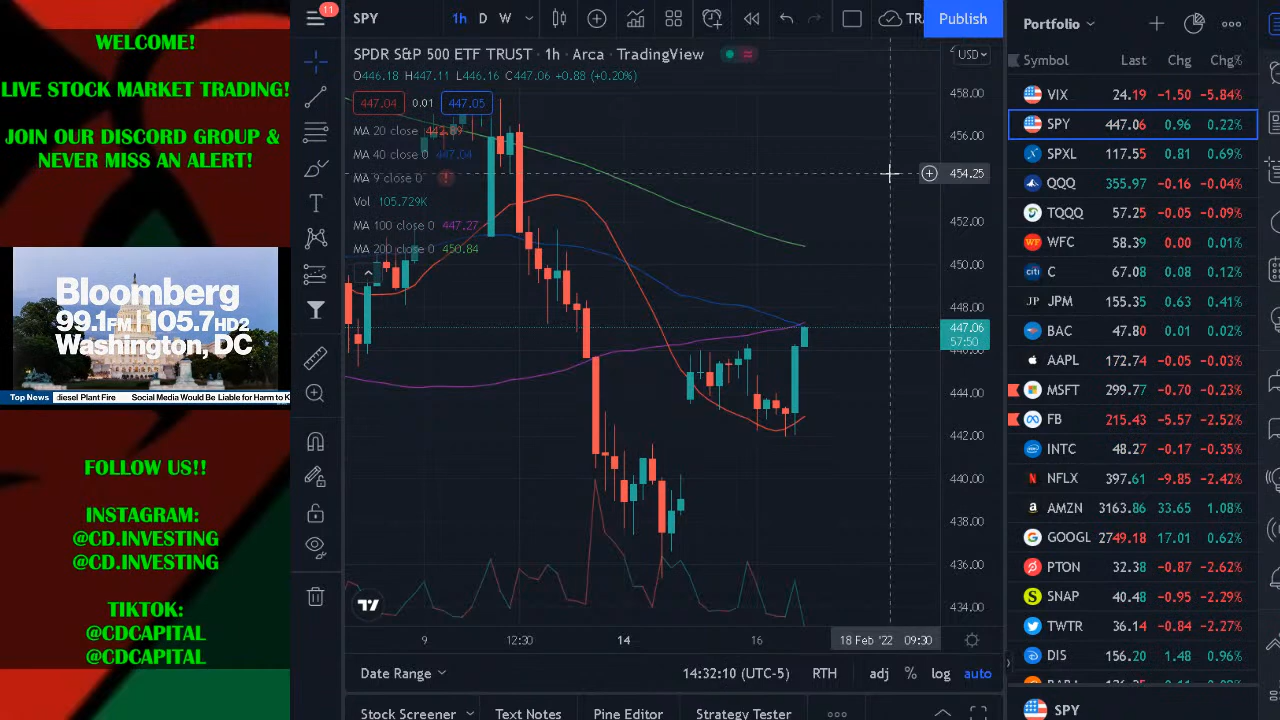 WELCOME!
LIVE STOCK MARKET TRADING!
JOIN OUR DISCORD GROUP &
NEVER MISS AN ALERT!
Bloomberg
99.1FM | 105.7HD2
Washington, DC
Top News diesel Plant Fire Social Media Would Be Liable for Harm to K
FOLLOW US!!
INSTAGRAM:
@CD.INVESTING
@CD.INVESTING
TIKTOK:
@CDCAPITAL
@CDCAPITAL
11
SPY 1h D W Publish
SPDR S&P 500 ETF TRUST · 1h · Arca · TradingView
USD
O446.18 H447.11 L446.16 C447.06 +0.88 (+0.20%)
447.04 0.01 447.05
MA 20 close
MA 40 close 0 447.04
MA 9 close 0 !
Vol 105.729K
MA 100 close 0 447.27
MA 200 close 0 450.84
458.00
456.00
454.25
452.00
450.00
448.00
447.06
57:50
444.00
442.00
440.00
438.00
436.00
434.00
9 12:30 14 16 18 Feb '22 09:30
Date Range 14:32:10 (UTC-5) RTH adj % log auto
Stock Screener Text Notes Pine Editor Strategy Tester
Portfolio
Symbol Last Chg Chg%
VIX 24.19 -1.50 -5.84%
SPY 447.06 0.96 0.22%
SPXL 117.55 0.81 0.69%
QQQ 355.97 -0.16 -0.04%
TQQQ 57.25 -0.05 -0.09%
WF WFC 58.39 0.00 0.01%
citi C 67.08 0.08 0.12%
JP JPM 155.35 0.63 0.41%
BAC 47.80 0.01 0.02%
AAPL 172.74 -0.05 -0.03%
MSFT 299.77 -0.70 -0.23%
FB 215.43 -5.57 -2.52%
INTC 48.27 -0.17 -0.35%
N NFLX 397.61 -9.85 -2.42%
a AMZN 3163.86 33.65 1.08%
G GOOGL 2749.18 17.01 0.62%
PTON 32.38 -0.87 -2.62%
S SNAP 40.48 -0.95 -2.29%
TWTR 36.14 -0.84 -2.27%
DIS 156.20 1.48 0.96%
SPY